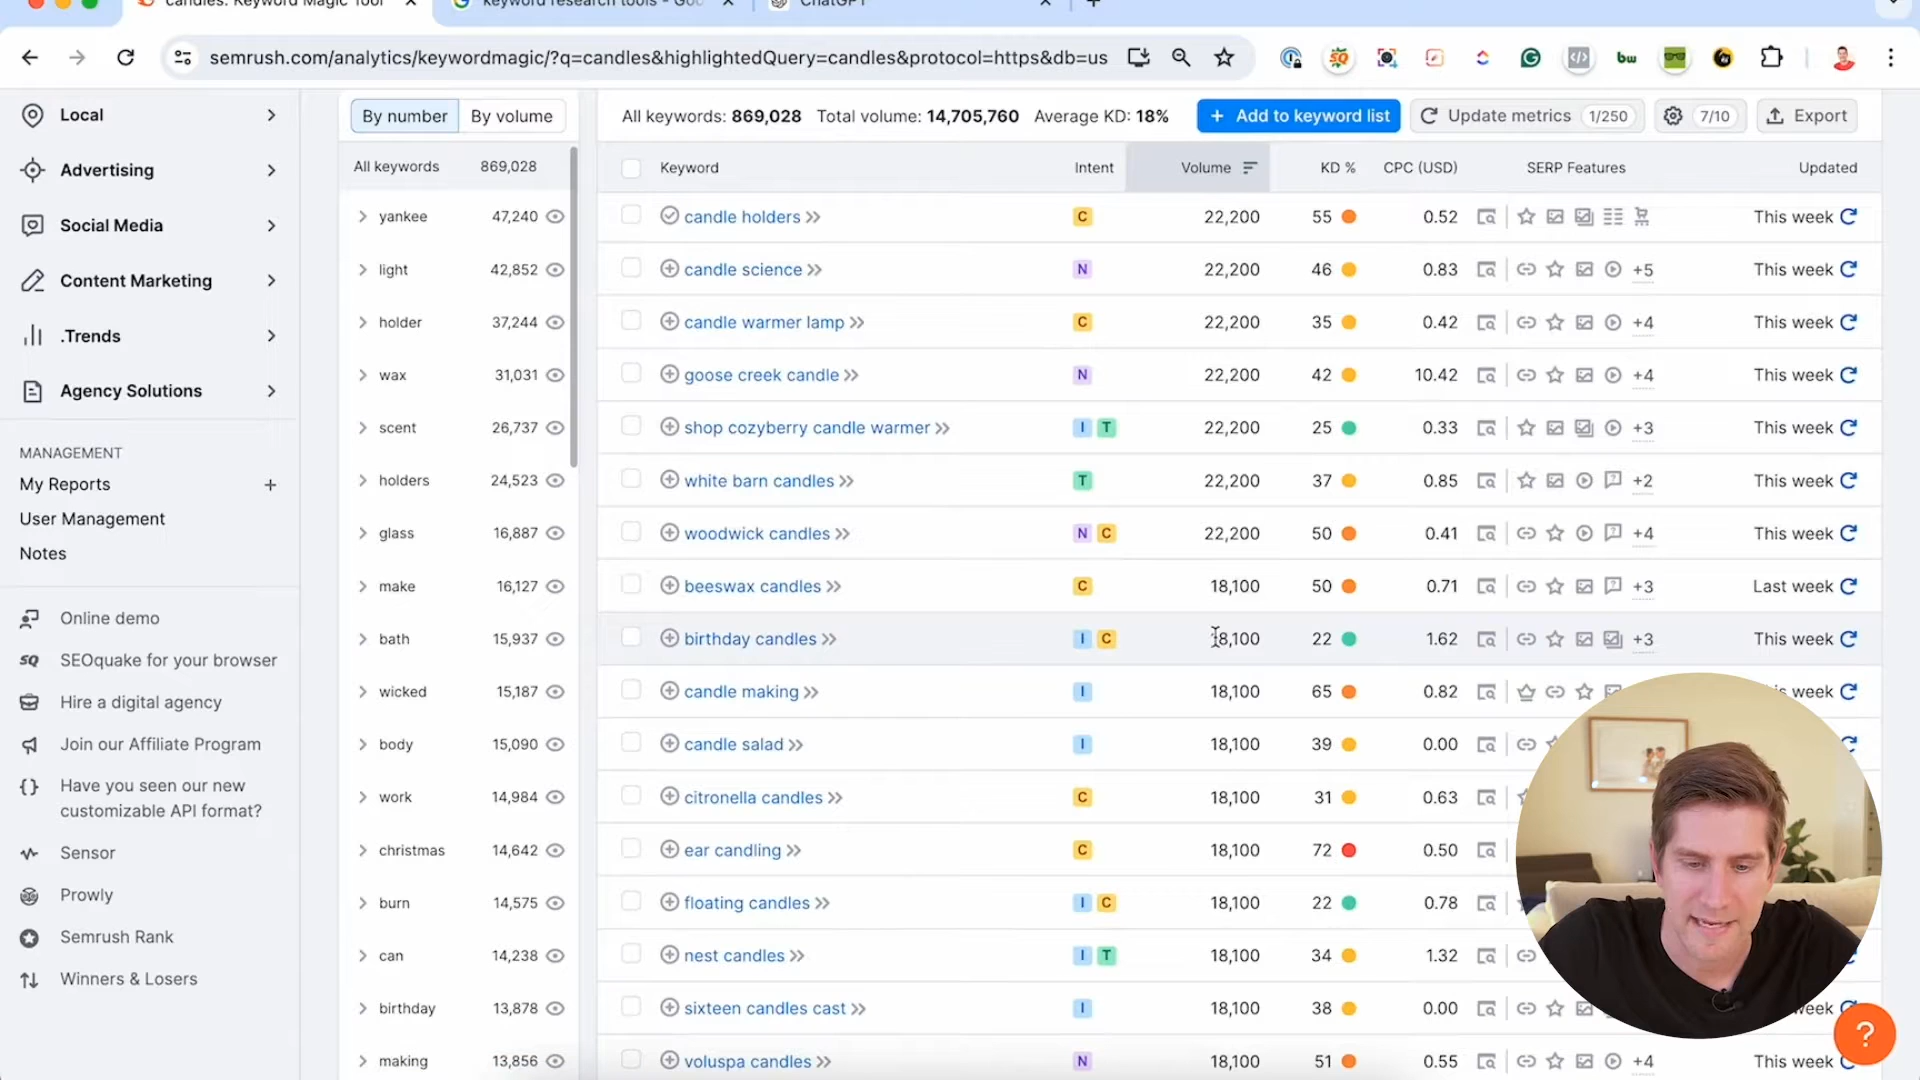 candles: Keyword Magic Tool
keyword research tools - Goo
ChatGPT
semrush.com/analytics/keywordmagic/?q=candles&highlightedQuery=candles&protocol=https&db=us
Local
Advertising
Social Media
Content Marketing
.Trends
Agency Solutions
MANAGEMENT
My Reports +
User Management
Notes
Online demo
SEOquake for your browser
Hire a digital agency
Join our Affiliate Program
Have you seen our new
customizable API format?
Sensor
Prowly
Semrush Rank
Winners & Losers
By number By volume
All keywords 869,028
yankee 47,240
light 42,852
holder 37,244
wax 31,031
scent 26,737
holders 24,523
glass 16,887
make 16,127
bath 15,937
wicked 15,187
body 15,090
work 14,984
christmas 14,642
burn 14,575
can 14,238
birthday 13,878
making 13,856
All keywords: 869,028 Total volume: 14,705,760 Average KD: 18% + Add to keyword list Update metrics 1/250 7/10 Export
Keyword Intent Volume KD % CPC (USD) SERP Features Updated
candle holders C 22,200 55 0.52 This week
candle science N 22,200 46 0.83 +5 This week
candle warmer lamp C 22,200 35 0.42 +4 This week
goose creek candle N 22,200 42 10.42 +4 This week
shop cozyberry candle warmer I T 22,200 25 0.33 +3 This week
white barn candles T 22,200 37 0.85 +2 This week
woodwick candles N C 22,200 50 0.41 +4 This week
beeswax candles C 18,100 50 0.71 +3 Last week
birthday candles I C 18,100 22 1.62 +3 This week
candle making I 18,100 65 0.82 week
candle salad I 18,100 39 0.00
citronella candles C 18,100 31 0.63
ear candling C 18,100 72 0.50
floating candles I C 18,100 22 0.78
nest candles I T 18,100 34 1.32
sixteen candles cast I 18,100 38 0.00 week
voluspa candles N 18,100 51 0.55 +4 This week
?